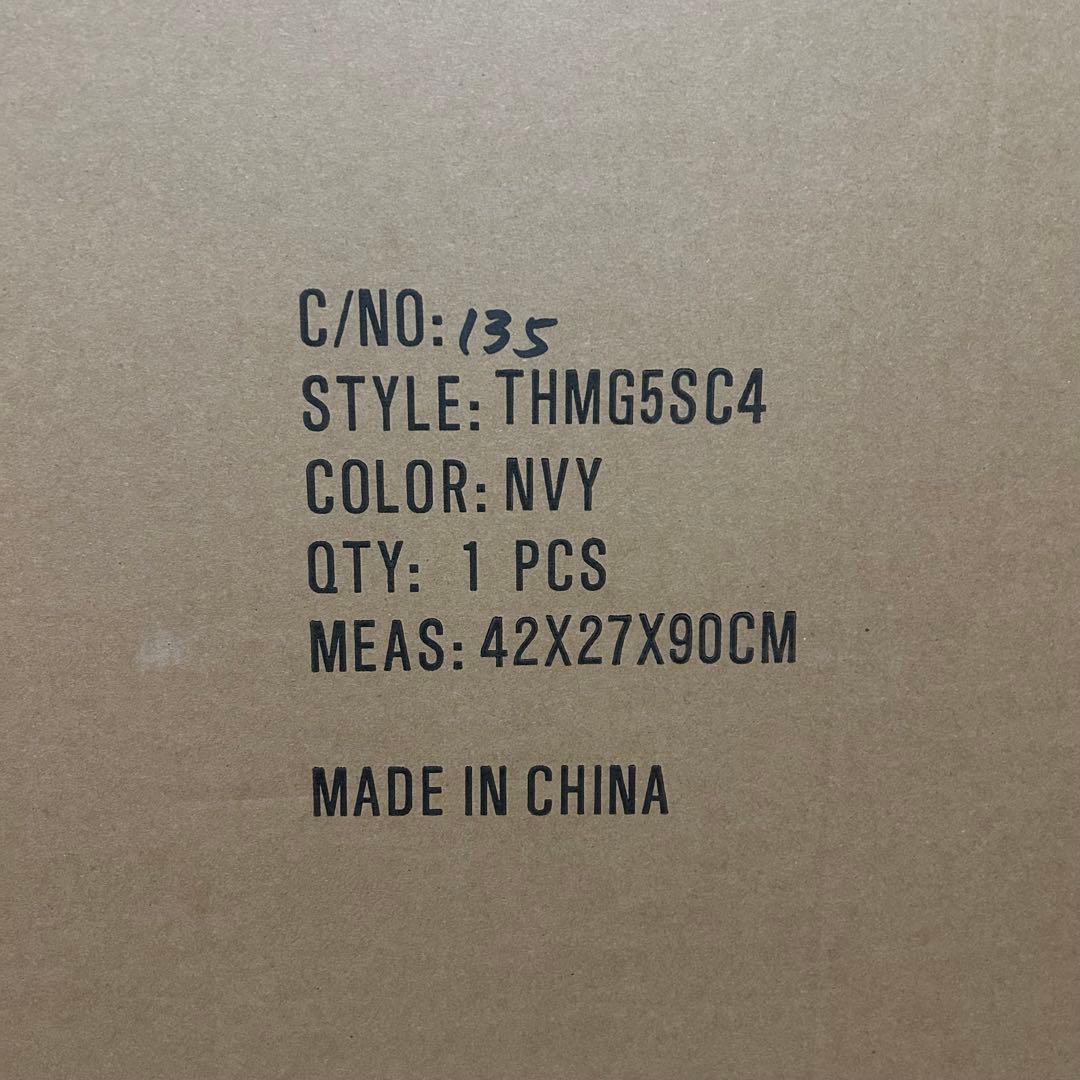 C/NO: 135
STYLE: THMG5SC4
COLOR: NVY
QTY: 1 PCS
MEAS: 42X27X90CM
MADE IN CHINA